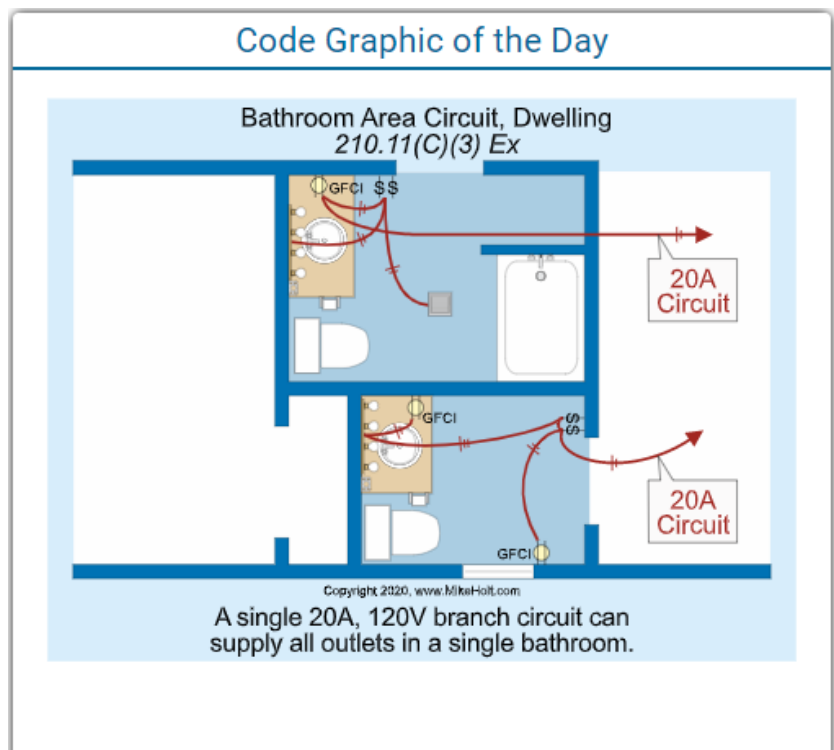 Code Graphic of the Day
Bathroom Area Circuit, Dwelling
210.11(C)(3) Ex
GFCI $$
20A
Circuit
GFCI
$$
20A
Circuit
GFCI
Copyright 2020, www.MikeHolt.com
A single 20A, 120V branch circuit can
supply all outlets in a single bathroom.